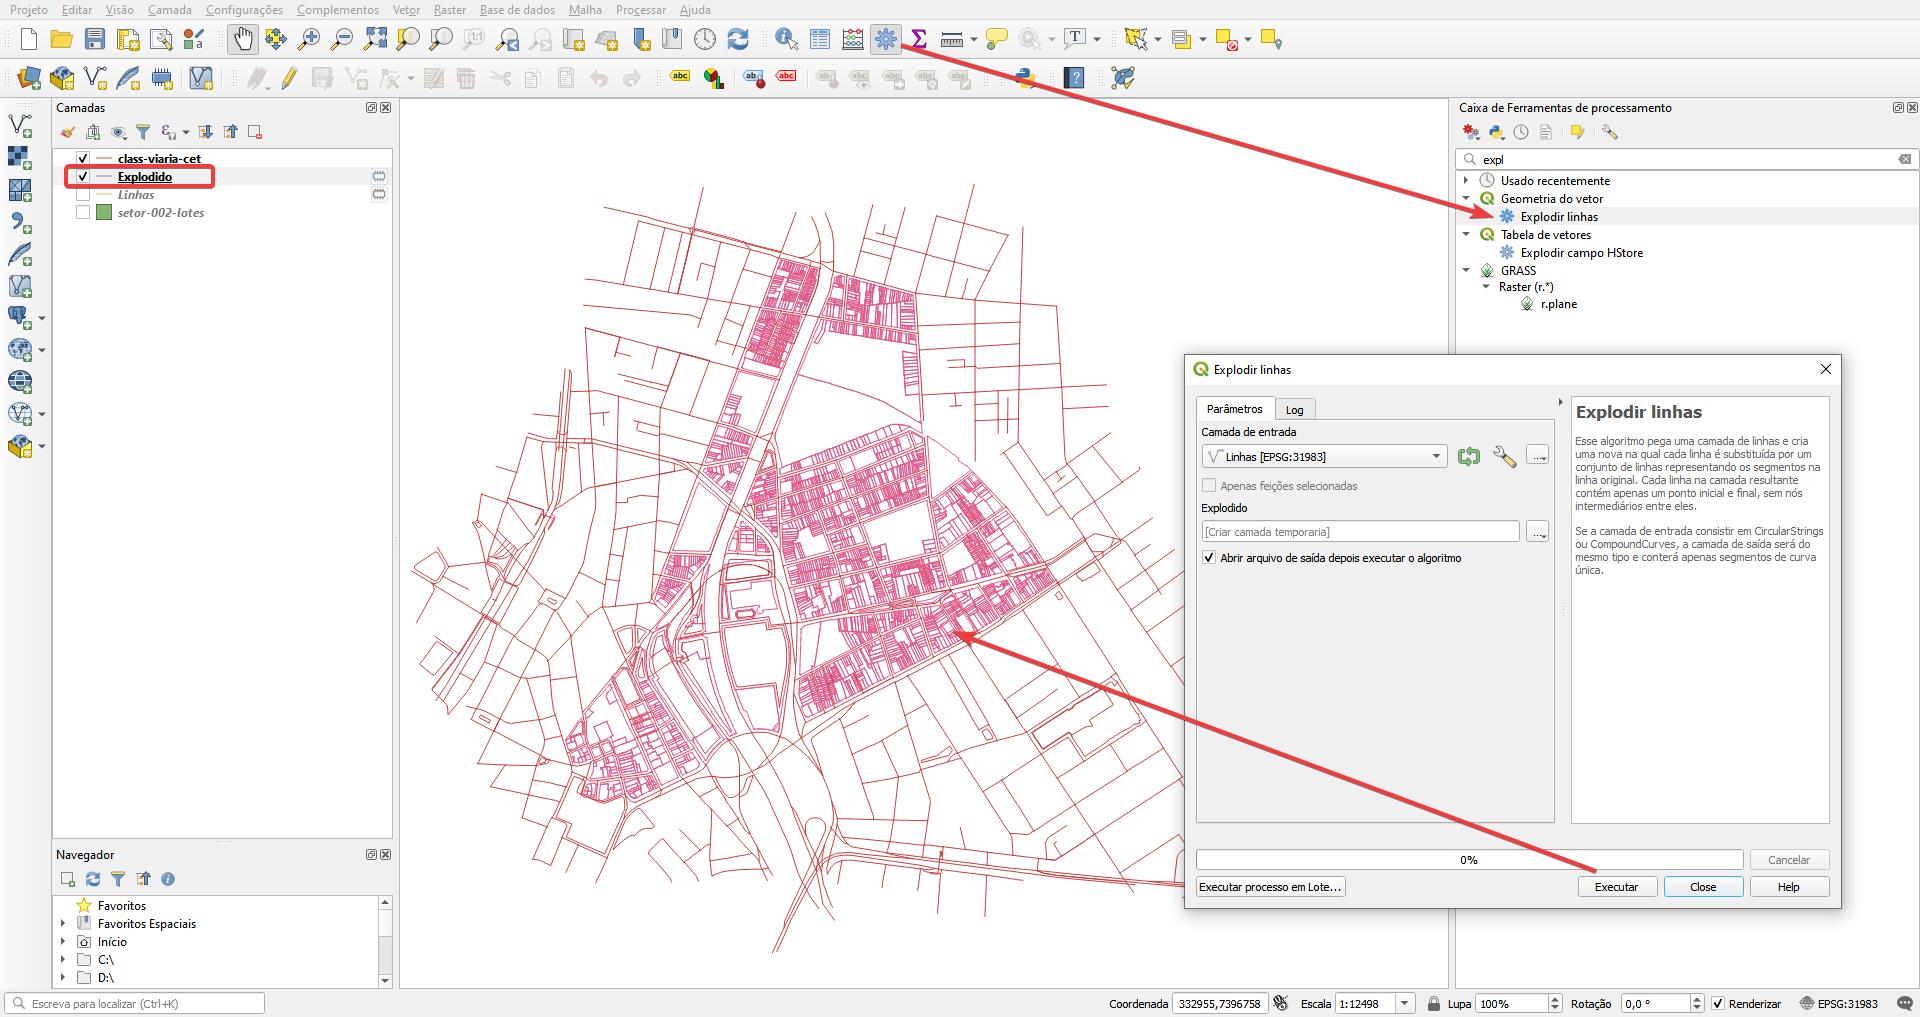 Projeto Editar Visão Camada Configurações Complementos Vetor Raster Base de dados Malha Processar Ajuda
Camadas
class-viaria-cet
Explodido
Linhas
setor-002-lotes
Caixa de Ferramentas de processamento
expl
Usado recentemente
Geometria do vetor
Explodir linhas
Tabela de vetores
Explodir campo HStore
GRASS
Raster (r.*)
r.plane
Explodir linhas
Parâmetros Log
Camada de entrada
Linhas [EPSG:31983]
Apenas feições selecionadas
Explodido
[Criar camada temporaria]
Abrir arquivo de saída depois executar o algoritmo
Explodir linhas
Esse algoritmo pega uma camada de linhas e cria
uma nova na qual cada linha é substituída por um
conjunto de linhas representando os segmentos na
linha original. Cada linha na camada resultante
contém apenas um ponto inicial e final, sem nós
intermediários entre eles.
Se a camada de entrada consistir em CircularStrings
ou CompoundCurves, a camada de saída será do
mesmo tipo e conterá apenas segmentos de curva
única.
0%
Cancelar
Executar processo em Lote...
Executar
Close
Help
Navegador
Favoritos
Favoritos Espaciais
Início
C:\
D:\
Escreva para localizar (Ctrl+K)
Coordenada 332955,7396758 Escala 1:12498 Lupa 100% Rotação 0,0 ° Renderizar EPSG:31983